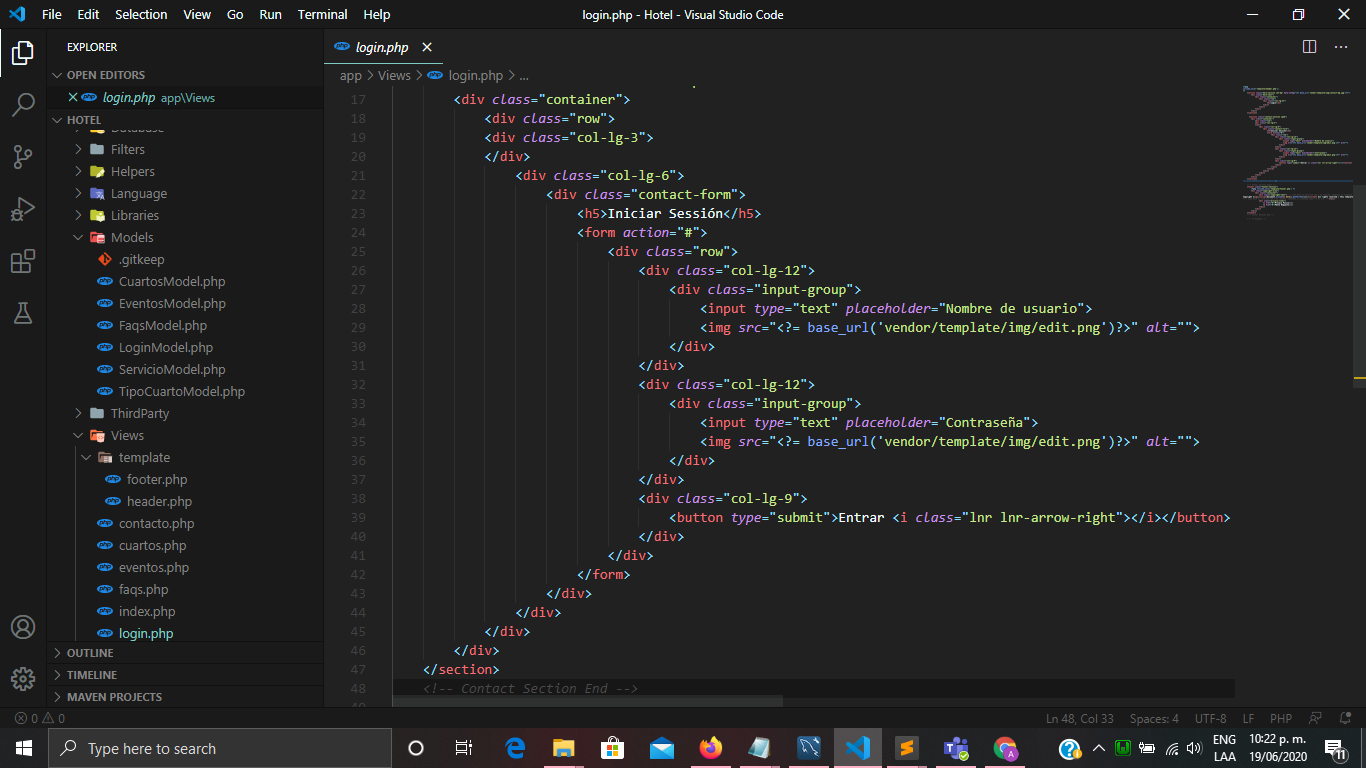 File Edit Selection View Go Run Terminal Help
login.php - Hotel - Visual Studio Code
EXPLORER
OPEN EDITORS
login.php app\Views
HOTEL
Database
Filters
Helpers
Language
Libraries
Models
.gitkeep
CuartosModel.php
EventosModel.php
FaqsModel.php
LoginModel.php
ServicioModel.php
TipoCuartoModel.php
ThirdParty
Views
template
footer.php
header.php
contacto.php
cuartos.php
eventos.php
faqs.php
index.php
login.php
OUTLINE
TIMELINE
MAVEN PROJECTS
login.php
app > Views > login.php > ...
17 <div class="container">
18 <div class="row">
19 <div class="col-lg-3">
20 </div>
21 <div class="col-lg-6">
22 <div class="contact-form">
23 <h5>Iniciar Sessión</h5>
24 <form action="#">
25 <div class="row">
26 <div class="col-lg-12">
27 <div class="input-group">
28 <input type="text" placeholder="Nombre de usuario">
29 <img src="<?= base_url('vendor/template/img/edit.png')?>" alt="">
30 </div>
31 </div>
32 <div class="col-lg-12">
33 <div class="input-group">
34 <input type="text" placeholder="Contraseña">
35 <img src="<?= base_url('vendor/template/img/edit.png')?>" alt="">
36 </div>
37 </div>
38 <div class="col-lg-9">
39 <button type="submit">Entrar <i class="lnr lnr-arrow-right"></i></button>
40 </div>
41 </div>
42 </form>
43 </div>
44 </div>
45 </div>
46 </div>
47 </section>
48 <!-- Contact Section End -->
0 0
Ln 48, Col 33 Spaces: 4 UTF-8 LF PHP
Type here to search
ENG
LAA
10:22 p. m.
19/06/2020
11